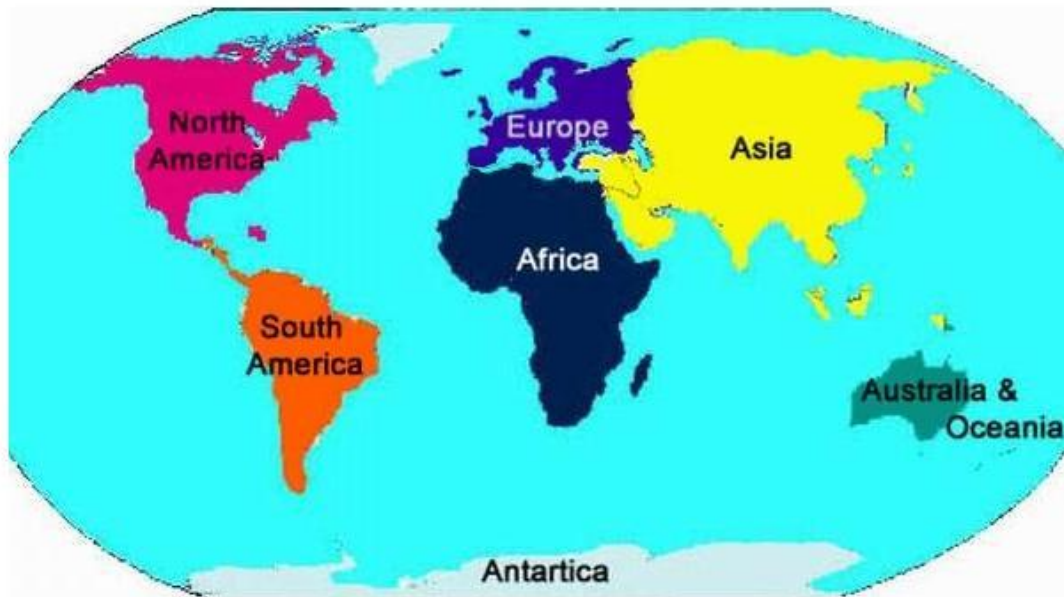 North
America
Europe
Asia
Africa
South
America
Australia &
Oceania
Antartica